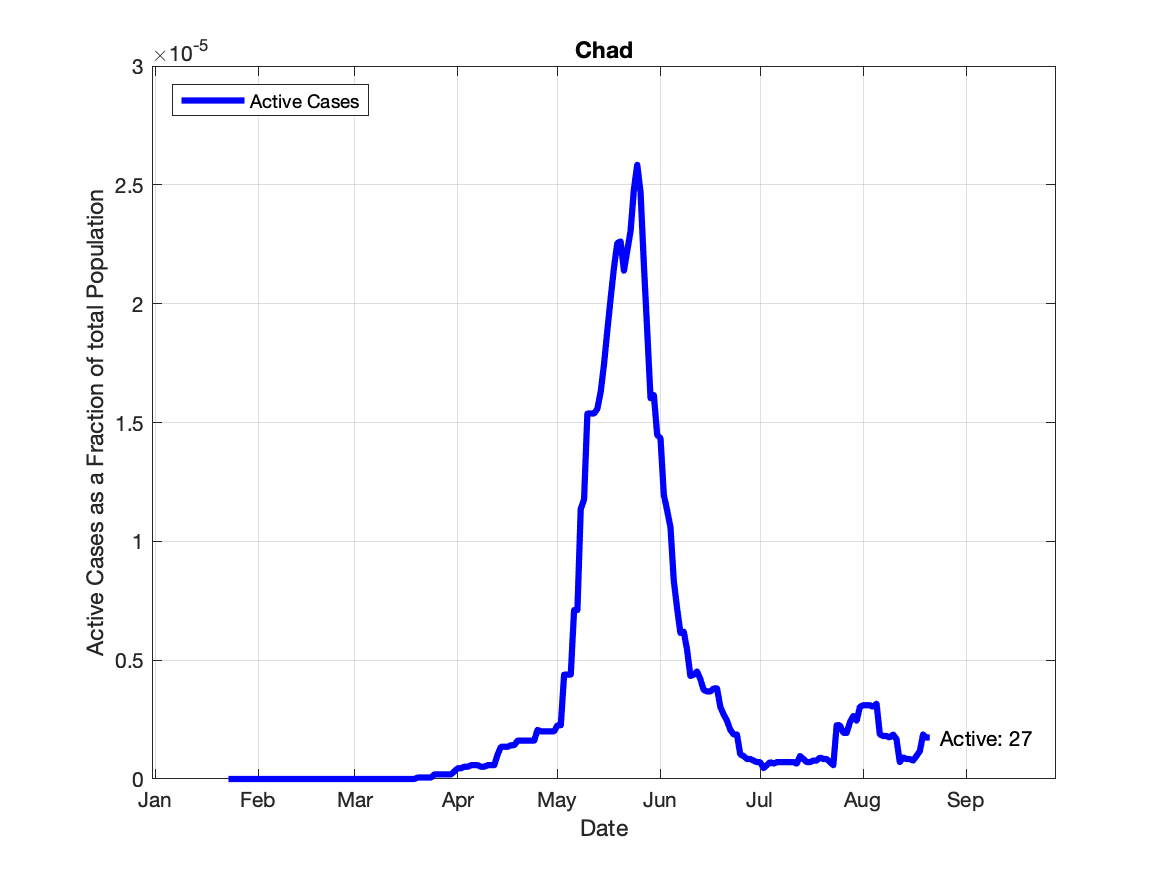 Chad
×10-5
3
2.5
2
1.5
1
0.5
0
Active Cases as a Fraction of total Population
Active Cases
Active: 27
Jan Feb Mar Apr May Jun Jul Aug Sep
Date